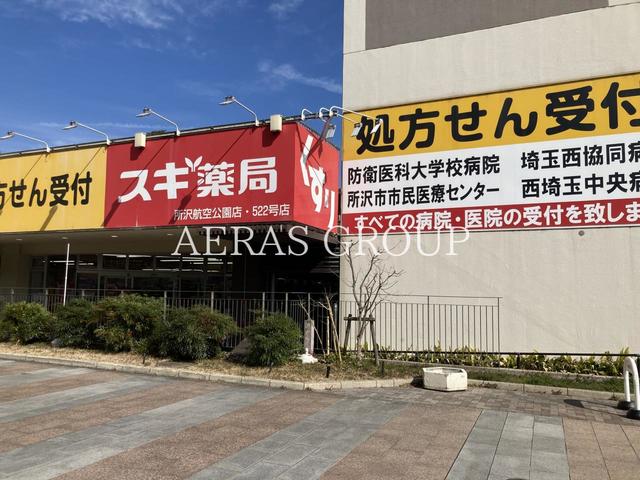 せん受付
スギ薬局
所沢航空公園店・522号店
くすり
処方せん受付
防衛医科大学校病院
埼玉西協同病
所沢市市民医療センター
西埼玉中央病
すべての病院・医院の受付を致しま
AERAS GROUP